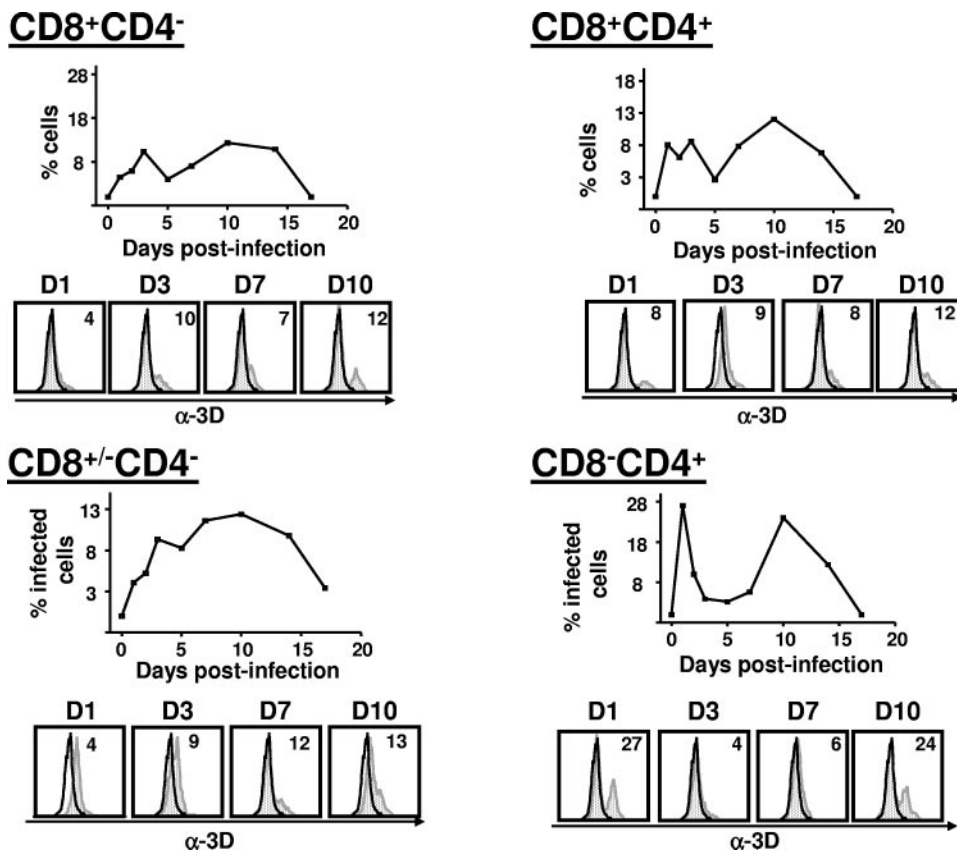 CD8+CD4-
28
18
8
% cells
0 5 10 15 20
Days post-infection
D1 D3 D7 D10
4 10 7 12
α-3D
CD8+CD4+
18
13
8
3
% cells
0 5 10 15 20
Days post-infection
D1 D3 D7 D10
8 9 8 12
α-3D
CD8+/-CD4-
13
8
3
% infected
cells
0 5 10 15 20
Days post-infection
D1 D3 D7 D10
4 9 12 13
α-3D
CD8-CD4+
28
18
8
% infected
cells
0 5 10 15 20
Days post-infection
D1 D3 D7 D10
27 4 6 24
α-3D